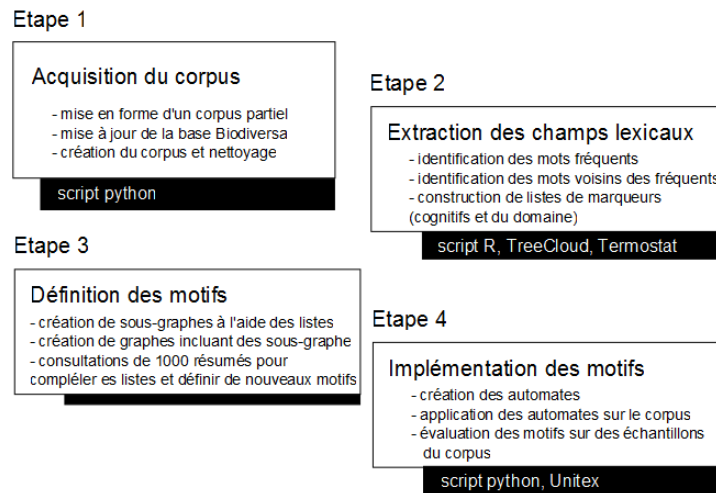 Etape 1
Acquisition du corpus
- mise en forme d'un corpus partiel
- mise à jour de la base Biodiversa
- création du corpus et nettoyage
script python
Etape 2
Extraction des champs lexicaux
- identification des mots fréquents
- identification des mots voisins des fréquents
- construction de listes de marqueurs
(cognitifs et du domaine)
script R, TreeCloud, Termostat
Etape 3
Définition des motifs
- création de sous-graphes à l'aide des listes
- création de graphes incluant des sous-graphe
- consultations de 1000 résumés pour
compléler es listes et définir de nouveaux motifs
Etape 4
Implémentation des motifs
- création des automates
- application des automates sur le corpus
- évaluation des motifs sur des échantillons
du corpus
script python, Unitex